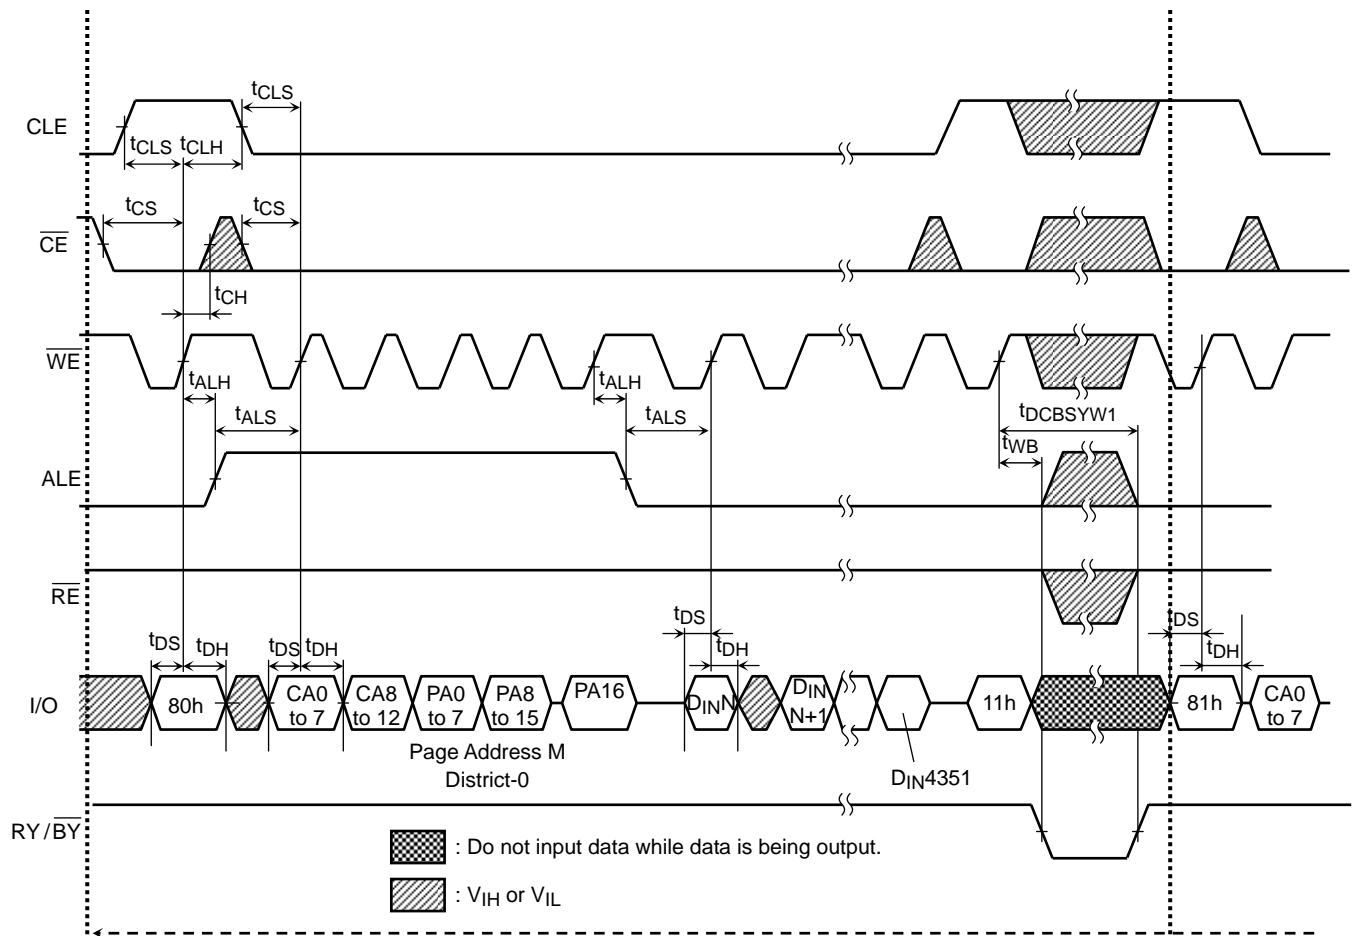 tCLS
CLE
tCLS tCLH
tCS tCS
CE
tCH
WE
tALH tALH
tALS tALS tDCBSYW1
tWB
ALE
RE
tDS tDS
tDS tDH tDS tDH tDH tDH
I/O 80h CA0 to 7 CA8 to 12 PA0 to 7 PA8 to 15 PA16 DINN DIN N+1 11h 81h CA0 to 7
Page Address M
District-0
DIN4351
RY/BY
: Do not input data while data is being output.
: VIH or VIL